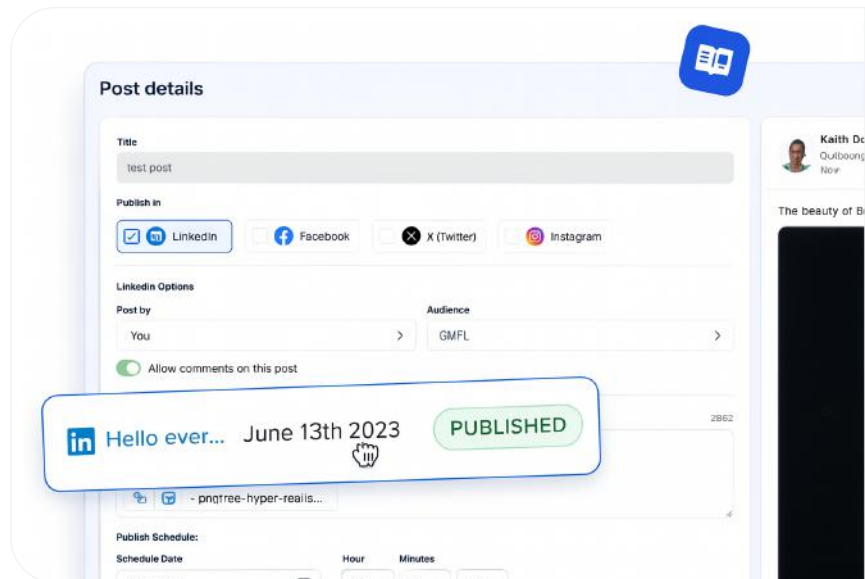 Post details
Title
test post
Publish in
LinkedIn
Facebook
X (Twitter)
Instagram
Linkedin Options
Post by
Audience
You
GMFL
Allow comments on this post
in Hello ever... June 13th 2023 PUBLISHED
2862
- pngtree-hyper-realis...
Publish Schedule:
Schedule Date
Hour
Minutes
Kaith Do
Quiboong
Now
The beauty of B